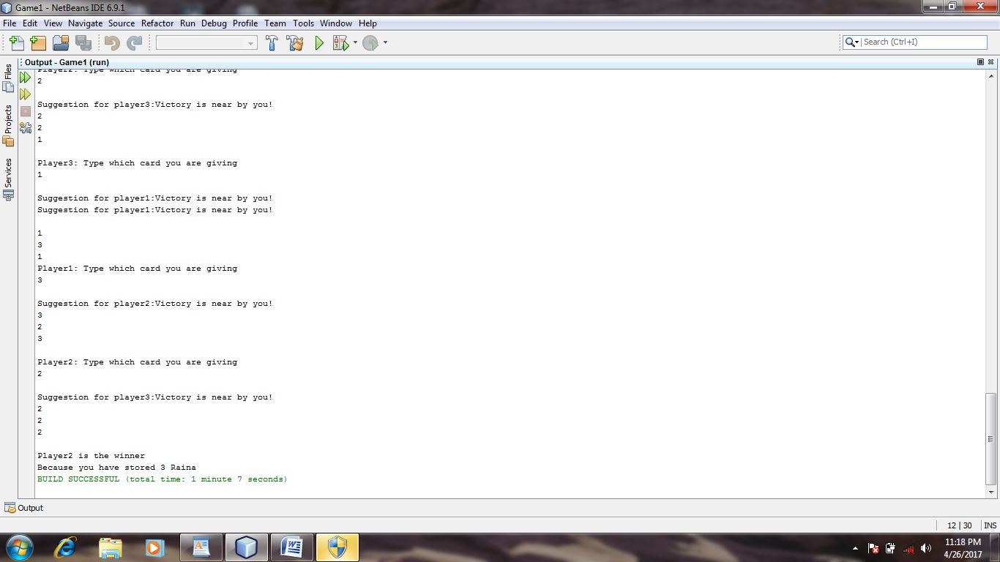 Game1 - NetBeans IDE 6.9.1
File Edit View Navigate Source Refactor Run Debug Profile Team Tools Window Help
Search (Ctrl+I)
Files
Projects
Services
Output - Game1 (run)
Player2: Type which card you are giving
2
Suggestion for player3:Victory is near by you!
2
2
1
Player3: Type which card you are giving
1
Suggestion for player1:Victory is near by you!
Suggestion for player1:Victory is near by you!
1
3
1
Player1: Type which card you are giving
3
Suggestion for player2:Victory is near by you!
3
2
3
Player2: Type which card you are giving
2
Suggestion for player3:Victory is near by you!
2
2
2
Player2 is the winner
Because you have stored 3 Raina
BUILD SUCCESSFUL (total time: 1 minute 7 seconds)
Output
12 | 30 INS
11:18 PM
4/26/2017